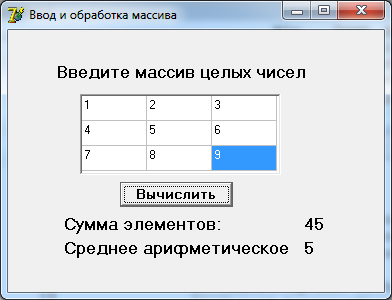 Ввод и обработка массива
Введите массив целых чисел
1 2 3
4 5 6
7 8 9
Вычислить
Сумма элементов: 45
Среднее арифметическое 5